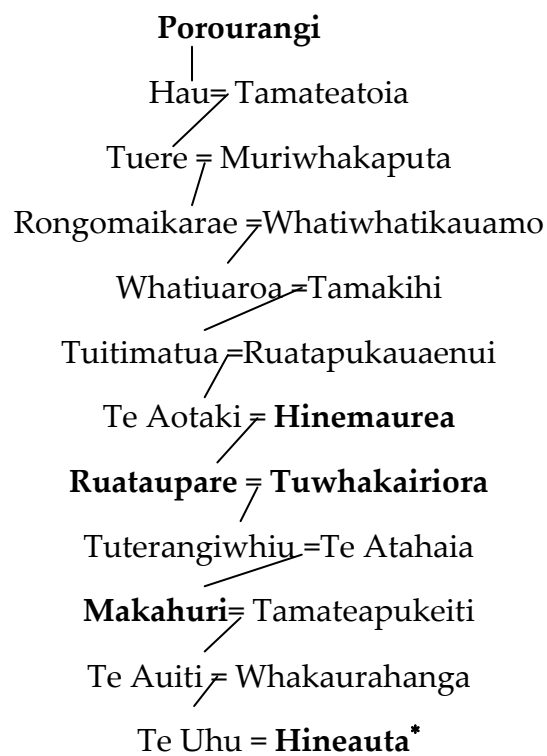 Porourangi
Hau= Tamateatoia
Tuere = Muriwhakaputa
Rongomaikarae =Whatiwhatikauamo
Whatiuaroa =Tamakihi
Tuitimatua =Ruatapukauaenui
Te Aotaki = Hinemaurea
Ruataupare = Tuwhakairiora
Tuterangiwhiu =Te Atahaia
Makahuri= Tamateapukeiti
Te Auiti = Whakaurahanga
Te Uhu = Hineauta*